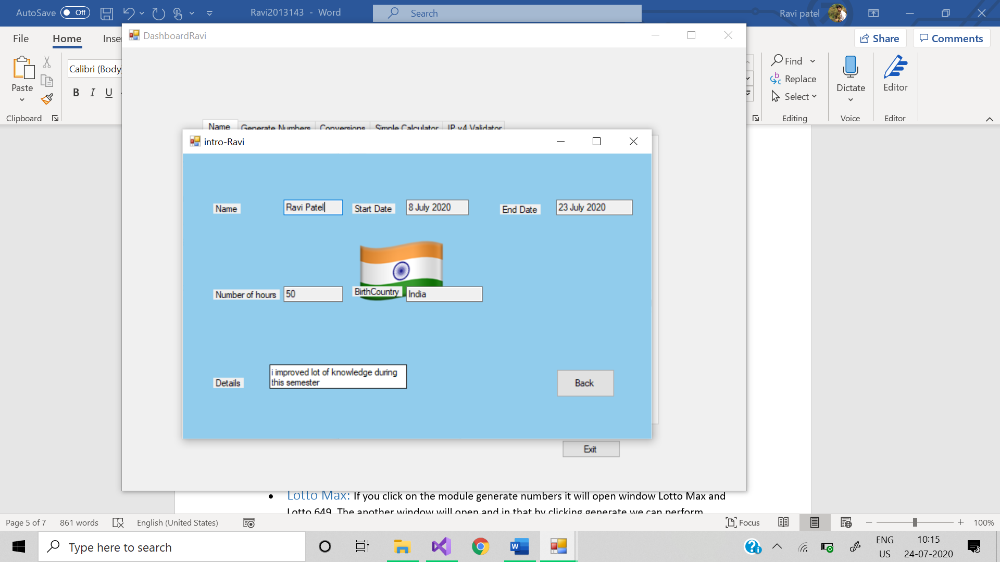 AutoSave Off Ravi2013143 - Word Search Ravi patel
DashboardRavi
File Home Inse Share Comments
Calibri (Body
Paste B I U
Find
Replace
Select
Dictate
Editor
Clipboard Editing Voice Editor
Name Generate Numbers Conversions Simple Calculator IP v4 Validator
intro-Ravi
Name Ravi Patel Start Date 8 July 2020 End Date 23 July 2020
Number of hours 50 BirthCountry India
Details i improved lot of knowledge during
this semester
Back
Exit
Lotto Max: If you click on the module generate numbers it will open window Lotto Max and
Lotto 649. The another window will open and in that by clicking generate we can perform
Page 5 of 7 861 words English (United States) Focus 100%
Type here to search
ENG
US
10:15
24-07-2020